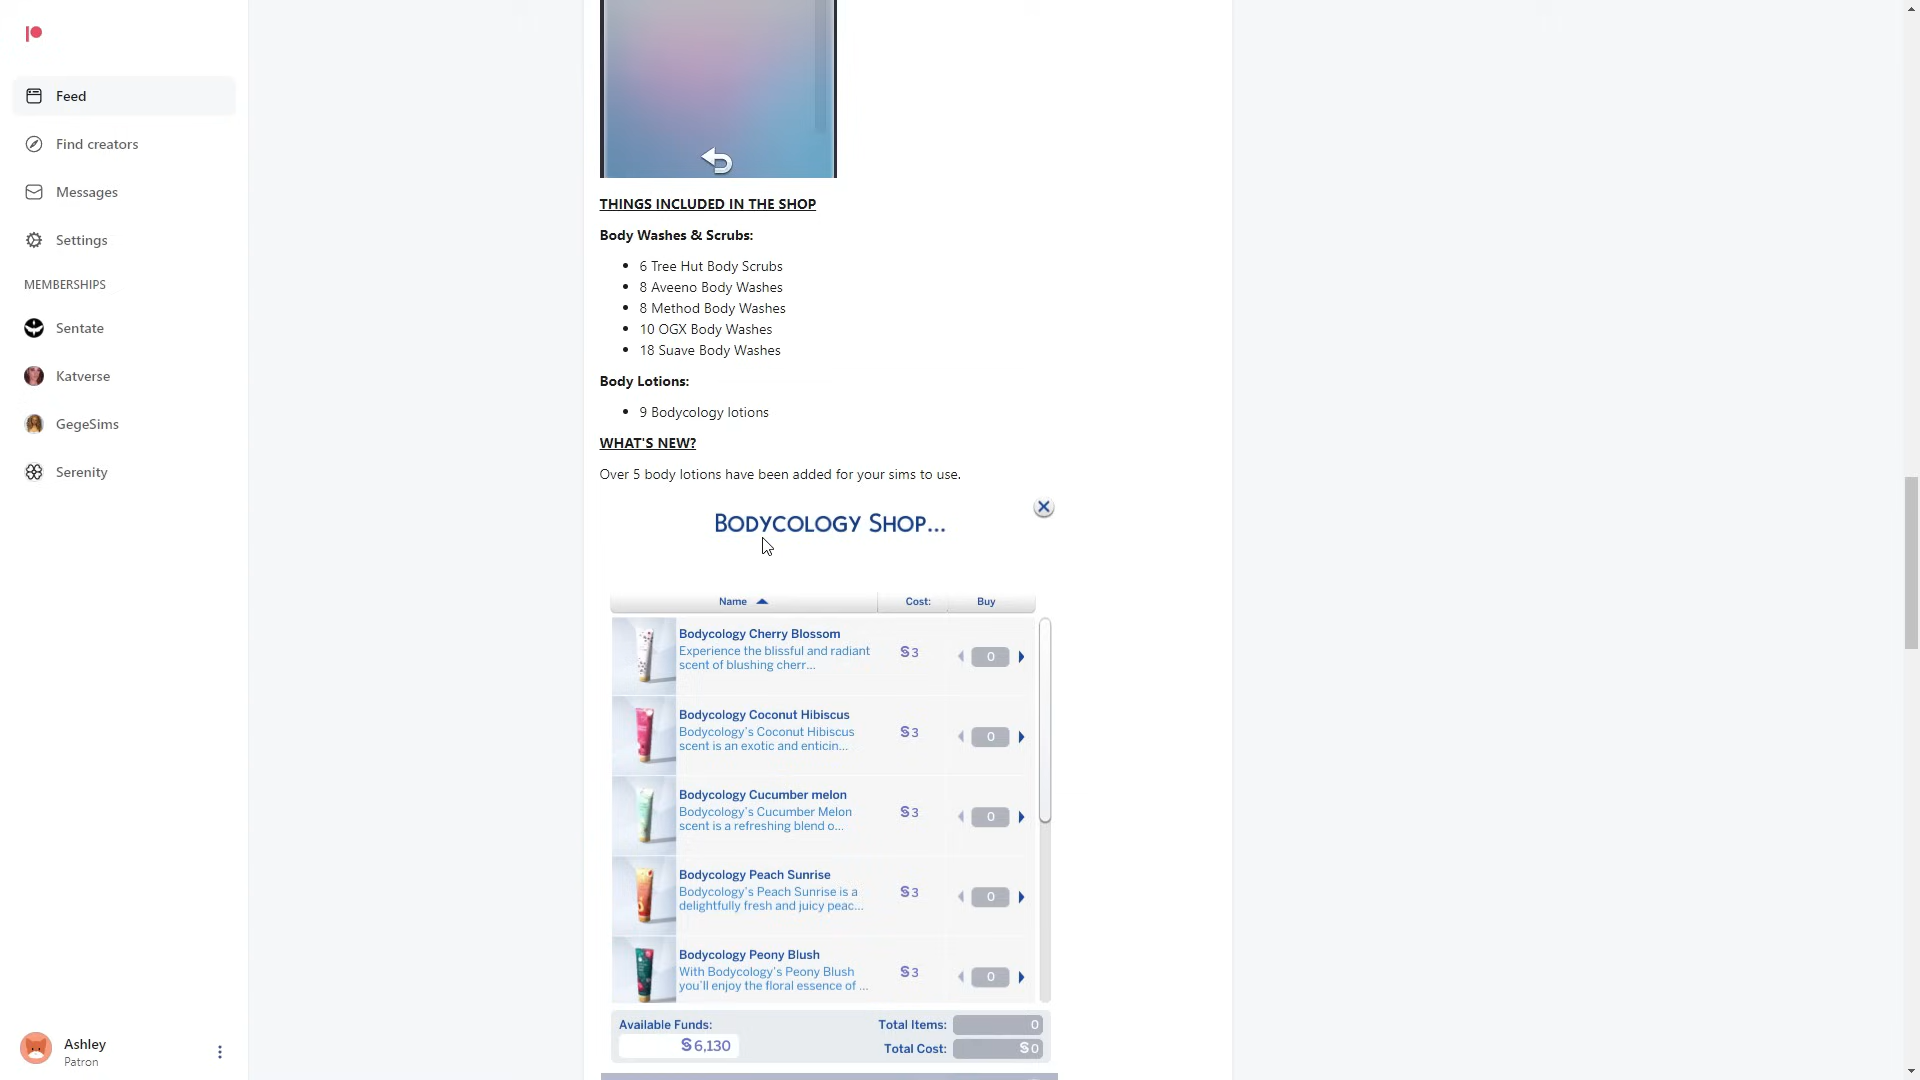 Feed
Find creators
Messages
Settings
MEMBERSHIPS
Sentate
Katverse
GegeSims
Serenity
Ashley
Patron
THINGS INCLUDED IN THE SHOP
Body Washes & Scrubs:
6 Tree Hut Body Scrubs
8 Aveeno Body Washes
8 Method Body Washes
10 OGX Body Washes
18 Suave Body Washes
Body Lotions:
9 Bodycology lotions
WHAT'S NEW?
Over 5 body lotions have been added for your sims to use.
Bodycology Shop...
Name Cost: Buy
Bodycology Cherry Blossom
Experience the blissful and radiant
scent of blushing cherr...
§3
0
Bodycology Coconut Hibiscus
Bodycology's Coconut Hibiscus
scent is an exotic and enticin...
§3
0
Bodycology Cucumber melon
Bodycology's Cucumber Melon
scent is a refreshing blend o...
§3
0
Bodycology Peach Sunrise
Bodycology's Peach Sunrise is a
delightfully fresh and juicy peac...
§3
0
Bodycology Peony Blush
With Bodycology's Peony Blush
you'll enjoy the floral essence of ...
§3
0
Available Funds:
§6,130
Total Items: 0
Total Cost: §0